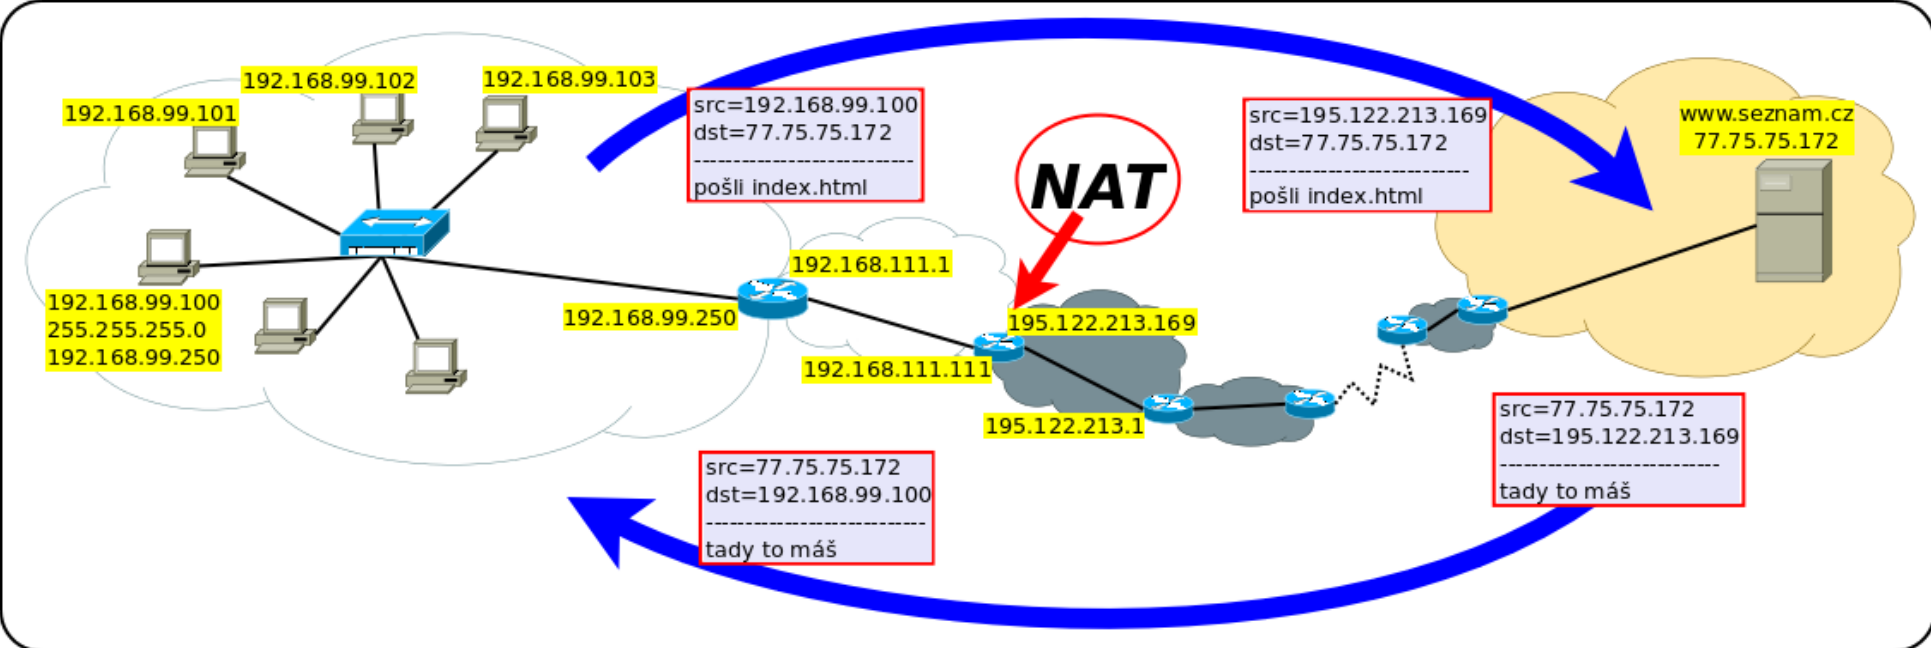 192.168.99.102
192.168.99.103
192.168.99.101
src=192.168.99.100
dst=77.75.75.172
----------------------------
pošli index.html
NAT
src=195.122.213.169
dst=77.75.75.172
----------------------------
pošli index.html
www.seznam.cz
77.75.75.172
192.168.99.100
255.255.255.0
192.168.99.250
192.168.99.250
192.168.111.1
192.168.111.111
195.122.213.169
195.122.213.1
src=77.75.75.172
dst=195.122.213.169
----------------------------
tady to máš
src=77.75.75.172
dst=192.168.99.100
----------------------------
tady to máš